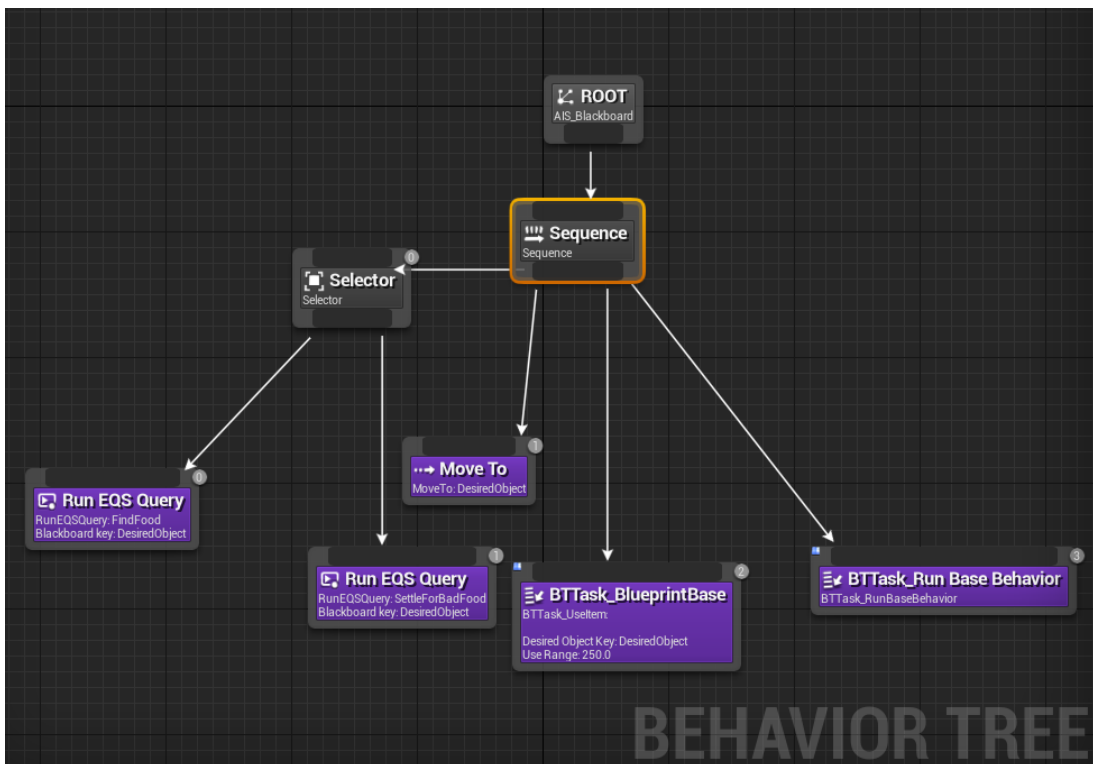 ROOT
AIS_Blackboard
Sequence
Sequence
0
Selector
Selector
1
Move To
MoveTo: DesiredObject
0
Run EQS Query
RunEQSQuery: FindFood
Blackboard key: DesiredObject
1
Run EQS Query
RunEQSQuery: SettleForBadFood
Blackboard key: DesiredObject
2
BTTask_BlueprintBase
BTTask_UseItem:
Desired Object Key: DesiredObject
Use Range: 250.0
3
BTTask_Run Base Behavior
BTTask_RunBaseBehavior
BEHAVIOR TREE